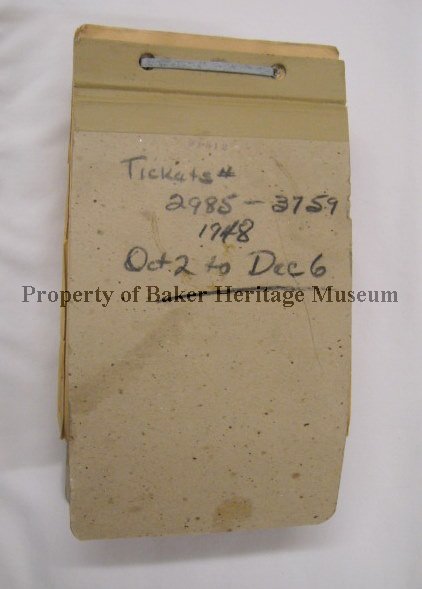 Tickets #
2985 - 3759
1948
Oct 2 to Dec 6
Property of Baker Heritage Museum